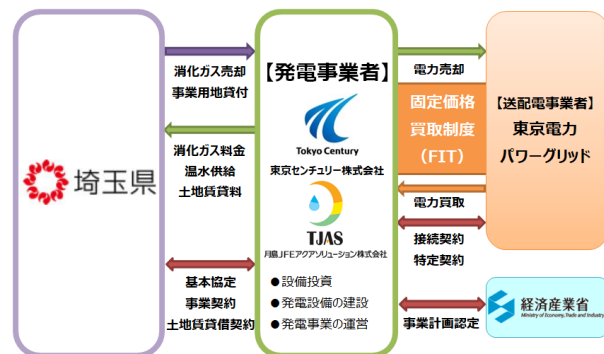 埼玉県
消化ガス売却
事業用地貸付
消化ガス料金
温水供給
土地賃貸料
基本協定
事業契約
土地賃貸借契約
【発電事業者】
Tokyo Century
東京センチュリー株式会社
TJAS
月島JFEアクアソリューション株式会社
●設備投資
●発電設備の建設
●発電事業の運営
電力売却
固定価格
買取制度
(FIT)
電力買取
接続契約
特定契約
事業計画認定
【送配電事業者】
東京電力
パワーグリッド
経済産業省
Ministry of Economy, Trade and Industry